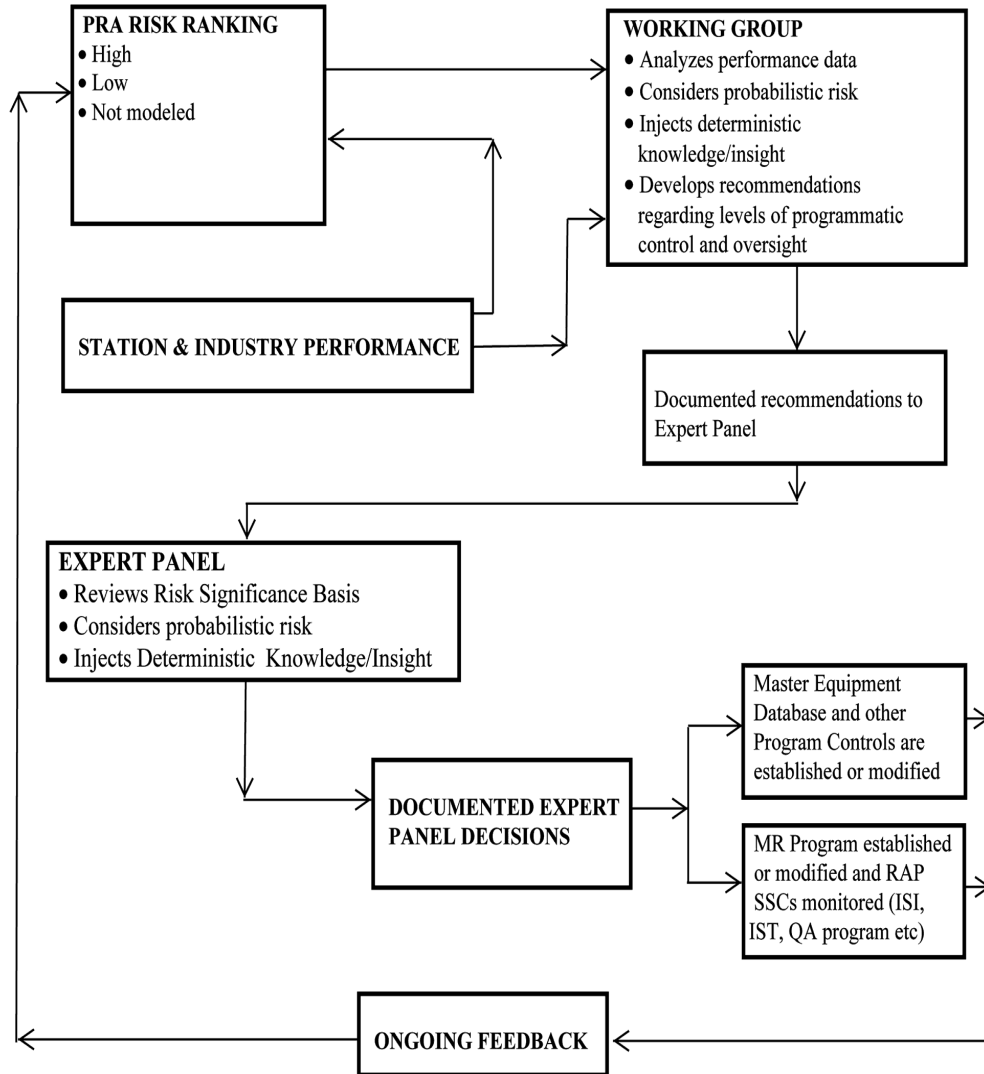 PRA RISK RANKING
• High
• Low
• Not modeled
WORKING GROUP
• Analyzes performance data
• Considers probabilistic risk
• Injects deterministic
knowledge/insight
• Develops recommendations
regarding levels of programmatic
control and oversight
STATION & INDUSTRY PERFORMANCE
Documented recommendations to
Expert Panel
EXPERT PANEL
• Reviews Risk Significance Basis
• Considers probabilistic risk
• Injects Deterministic Knowledge/Insight
Master Equipment
Database and other
Program Controls are
established or modified
DOCUMENTED EXPERT
PANEL DECISIONS
MR Program established
or modified and RAP
SSCs monitored (ISI,
IST, QA program etc)
ONGOING FEEDBACK